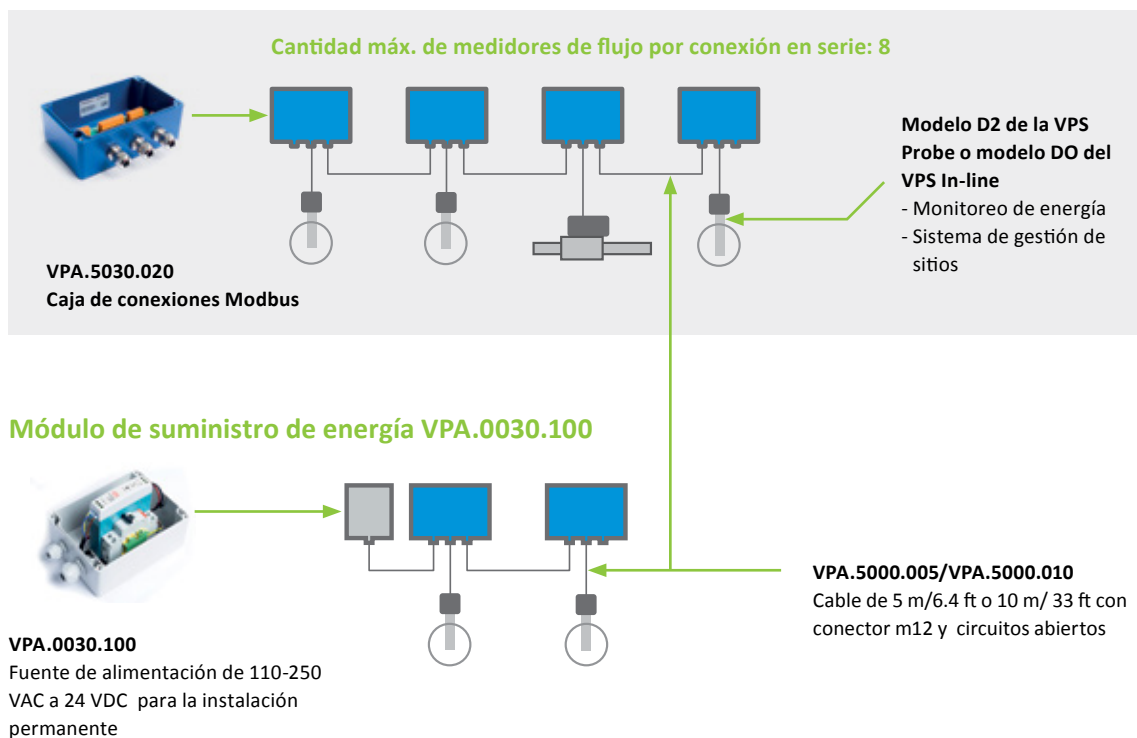 Cantidad máx. de medidores de flujo por conexión en serie: 8
Modelo D2 de la VPS
Probe o modelo DO del
VPS In-line
- Monitoreo de energía
- Sistema de gestión de
sitios
VPA.5030.020
Caja de conexiones Modbus
Módulo de suministro de energía VPA.0030.100
VPA.5000.005/VPA.5000.010
Cable de 5 m/6.4 ft o 10 m/ 33 ft con
conector m12 y circuitos abiertos
VPA.0030.100
Fuente de alimentación de 110-250
VAC a 24 VDC para la instalación
permanente